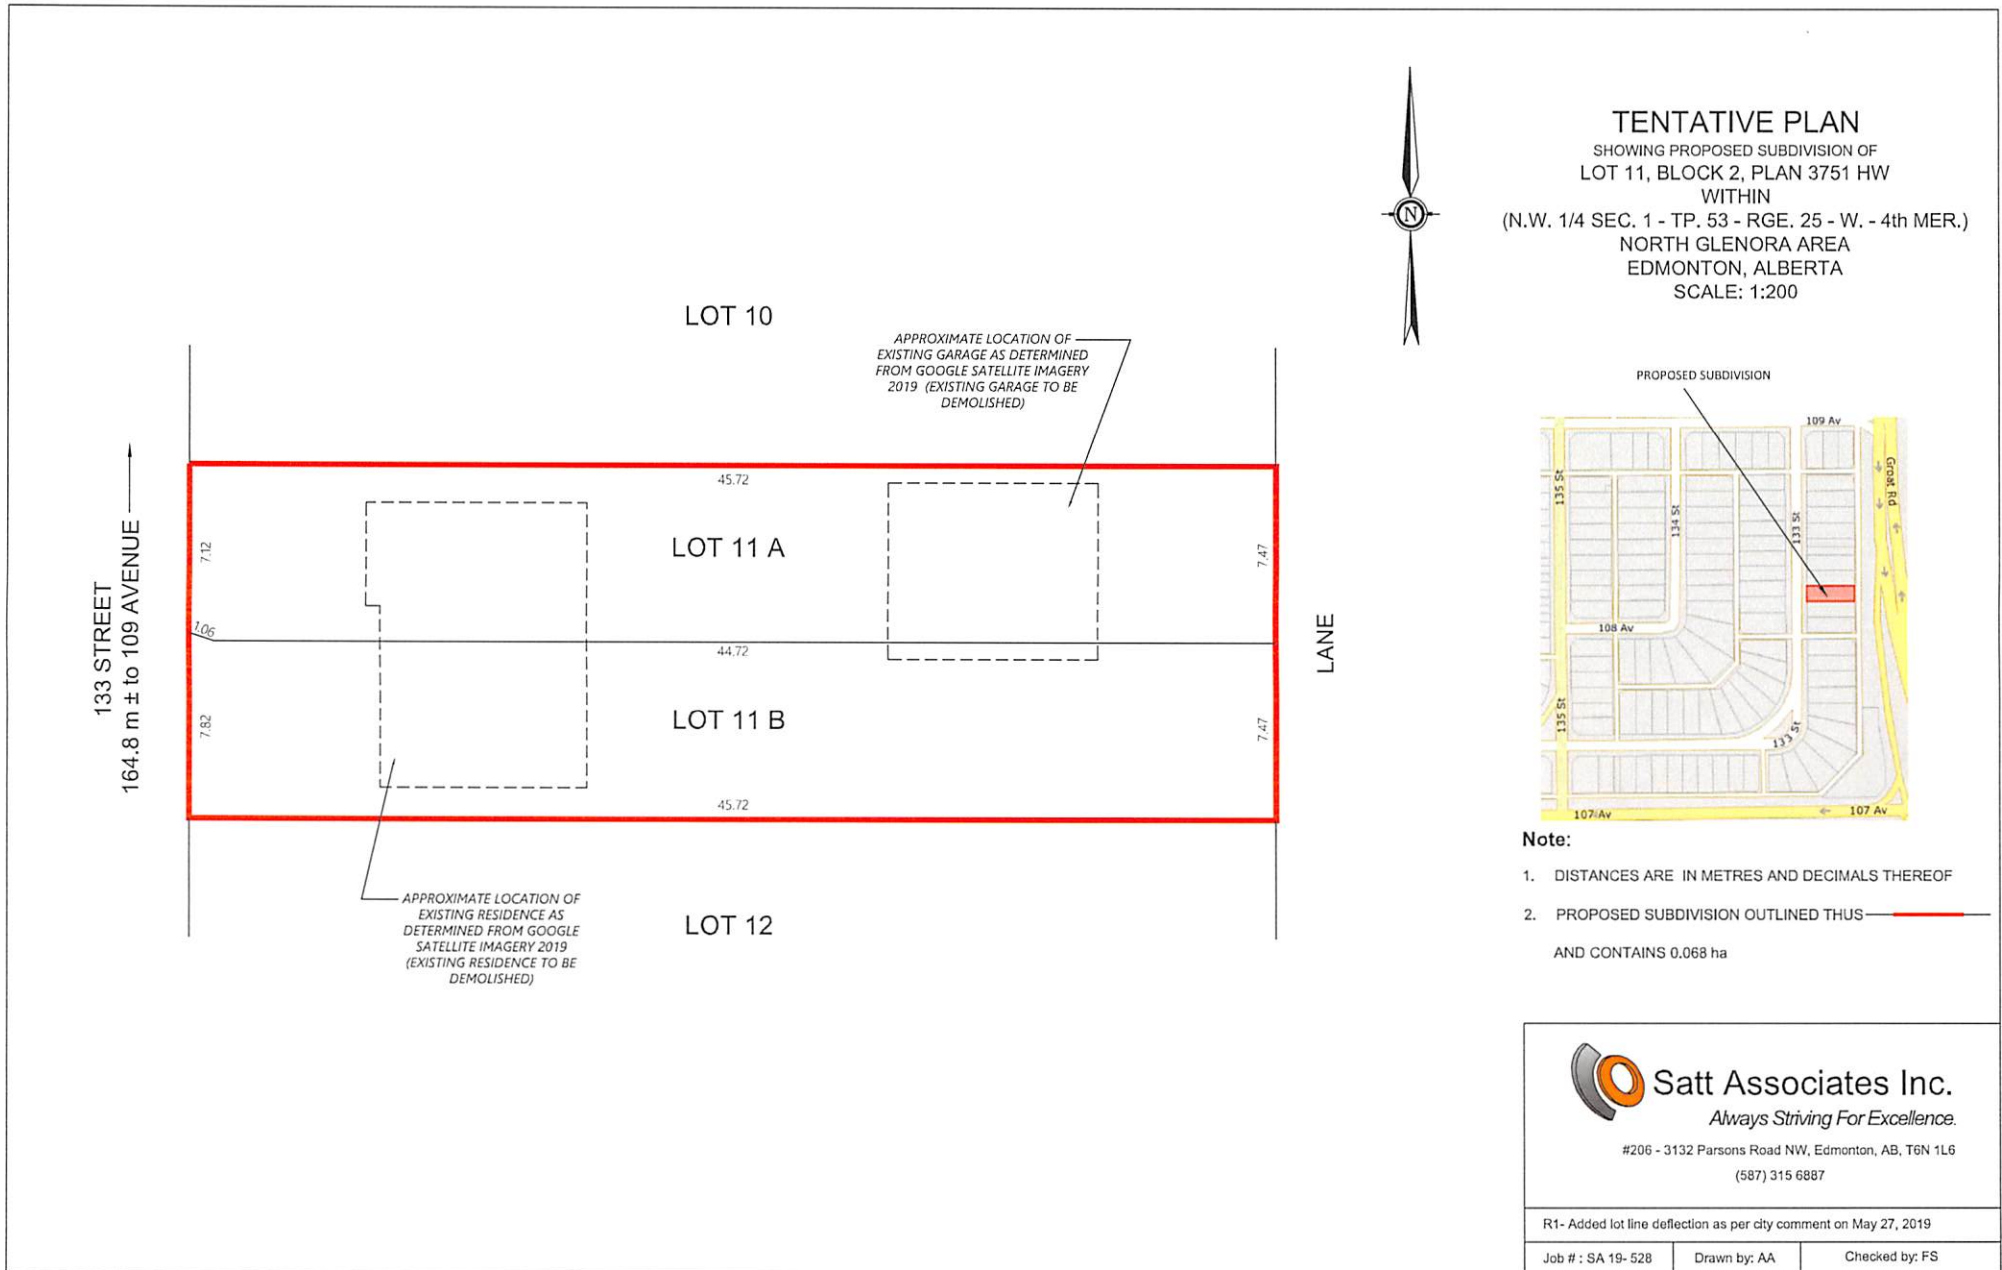 TENTATIVE PLAN
SHOWING PROPOSED SUBDIVISION OF
LOT 11, BLOCK 2, PLAN 3751 HW
WITHIN
(N.W. 1/4 SEC. 1 - TP. 53 - RGE. 25 - W. - 4th MER.)
NORTH GLENORA AREA
EDMONTON, ALBERTA
SCALE: 1:200
N
LOT 10
APPROXIMATE LOCATION OF
EXISTING GARAGE AS DETERMINED
FROM GOOGLE SATELLITE IMAGERY
2019 (EXISTING GARAGE TO BE
DEMOLISHED)
133 STREET
164.8 m ± to 109 AVENUE
45.72
7.12
LOT 11 A
7.47
1.06
44.72
7.82
LOT 11 B
7.47
45.72
LANE
APPROXIMATE LOCATION OF
EXISTING RESIDENCE AS
DETERMINED FROM GOOGLE
SATELLITE IMAGERY 2019
(EXISTING RESIDENCE TO BE
DEMOLISHED)
LOT 12
PROPOSED SUBDIVISION
109 Av
Groat Rd
135 St
134 St
133 St
108 Av
135 St
133 St
107 Av
107 Av
Note:
1. DISTANCES ARE IN METRES AND DECIMALS THEREOF
2. PROPOSED SUBDIVISION OUTLINED THUS
AND CONTAINS 0.068 ha
Satt Associates Inc.
Always Striving For Excellence.
#206 - 3132 Parsons Road NW, Edmonton, AB, T6N 1L6
(587) 315 6887
R1- Added lot line deflection as per city comment on May 27, 2019
Job # : SA 19- 528
Drawn by: AA
Checked by: FS